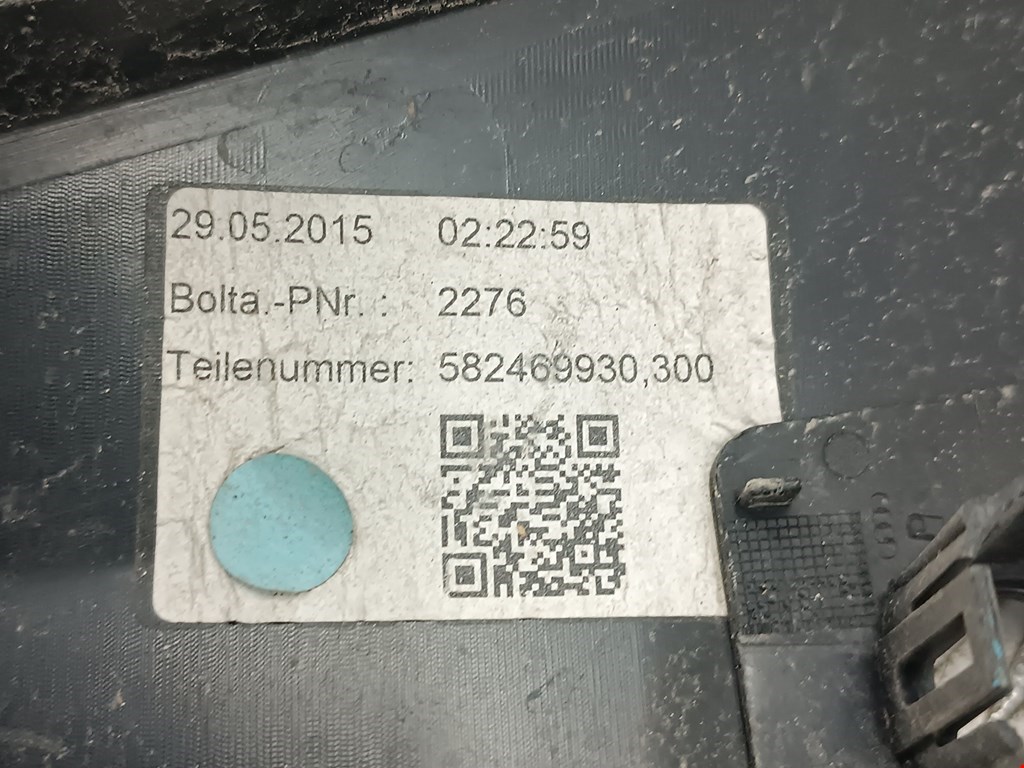 29.05.2015 02:22:59
Bolta.-PNr. : 2276
Teilenummer: 582469930,300